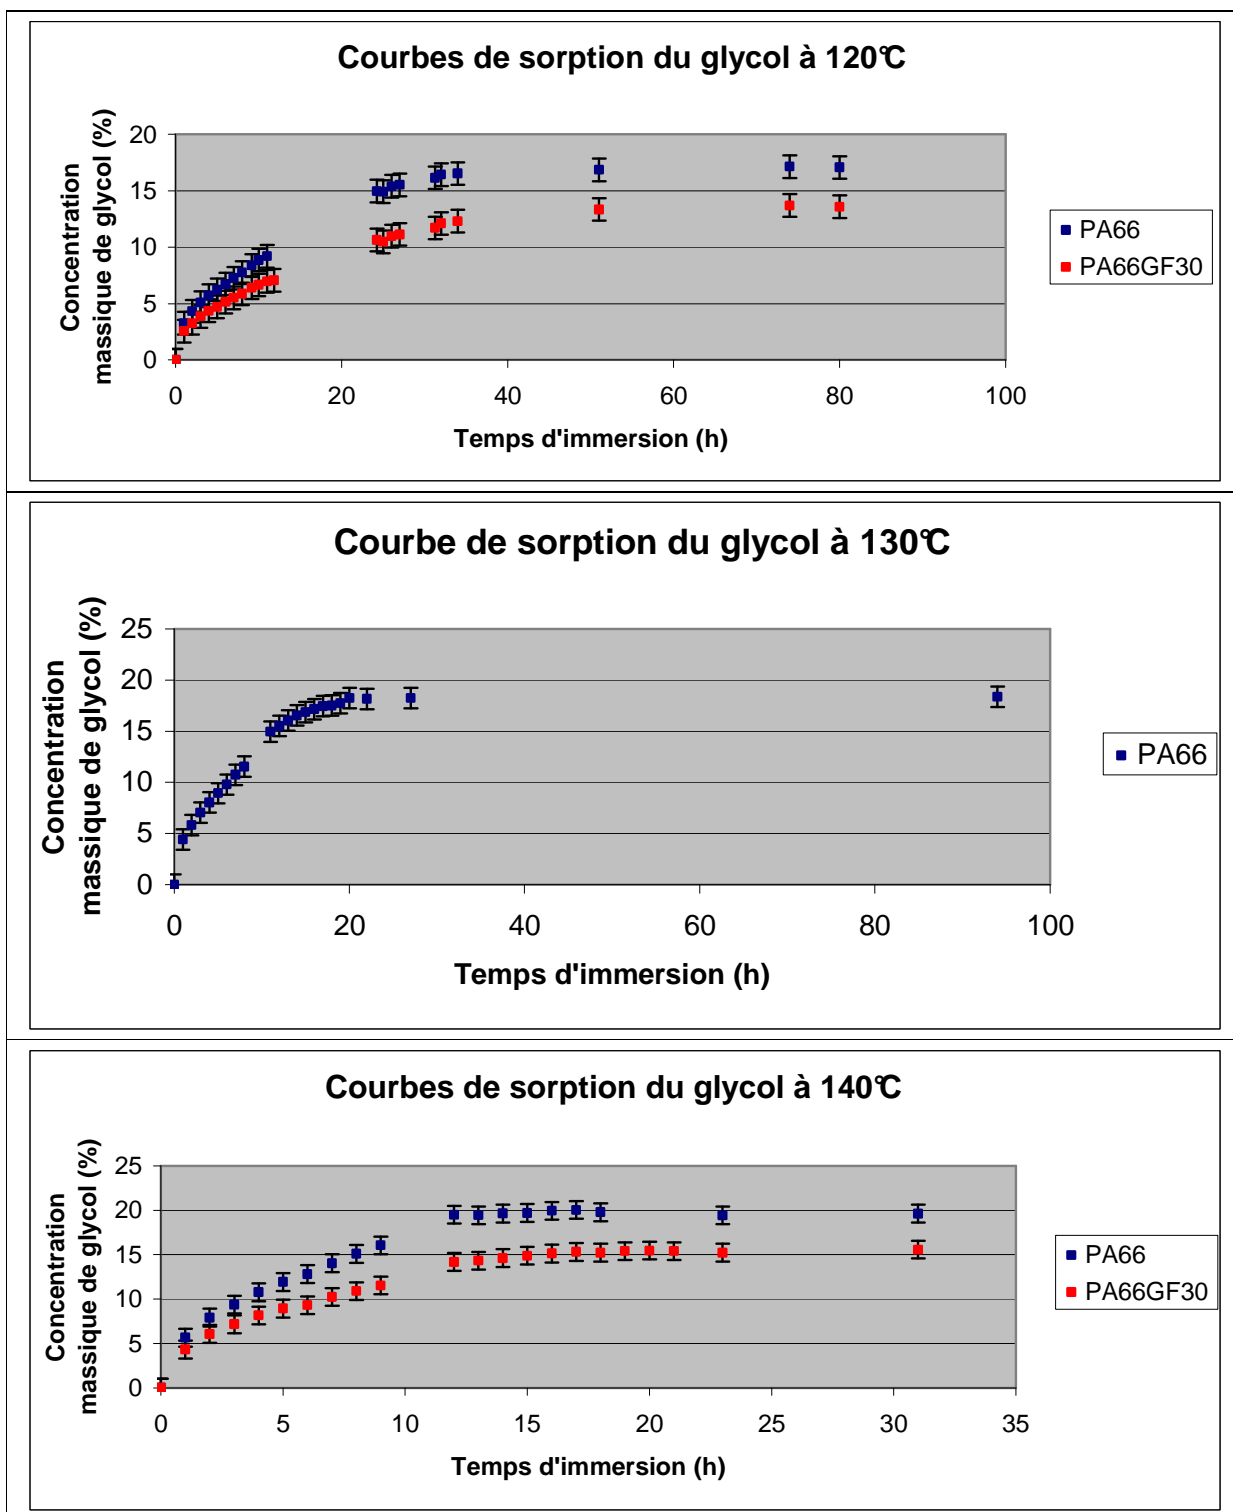 Courbes de sorption du glycol à 120°C
Concentration
massique de glycol (%)
20
15
10
5
0
0 20 40 60 80 100
Temps d'immersion (h)
PA66
PA66GF30
Courbe de sorption du glycol à 130°C
Concentration
massique de glycol (%)
25
20
15
10
5
0
0 20 40 60 80 100
Temps d'immersion (h)
PA66
Courbes de sorption du glycol à 140°C
Concentration
massique de glycol (%)
25
20
15
10
5
0
0 5 10 15 20 25 30 35
Temps d'immersion (h)
PA66
PA66GF30